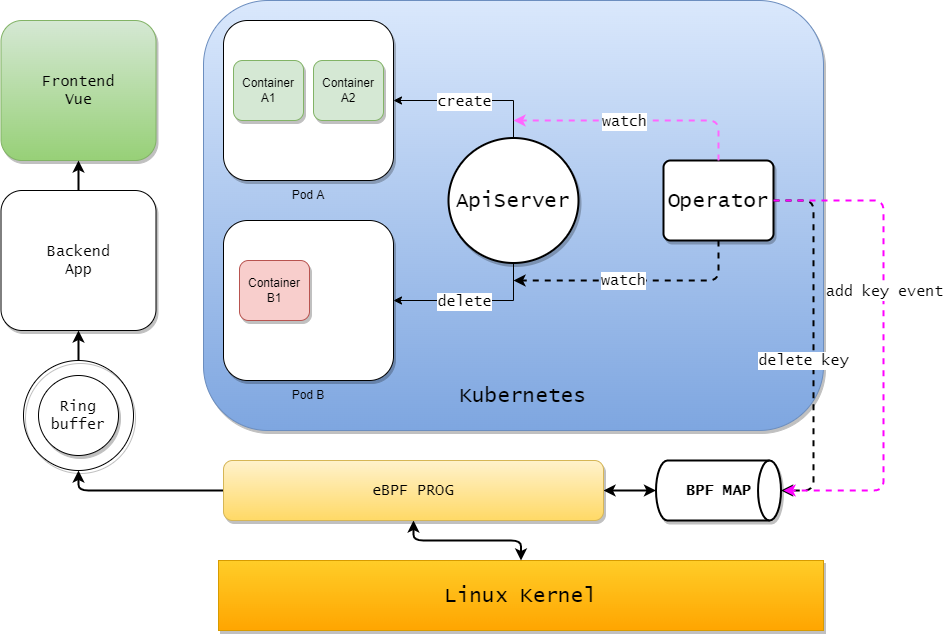 Frontend
Vue
Backend
App
Ring
buffer
Container
A1
Container
A2
Pod A
Container
B1
Pod B
create
watch
ApiServer
Operator
delete
watch
Kubernetes
add key event
delete key
eBPF PROG
BPF MAP
Linux Kernel